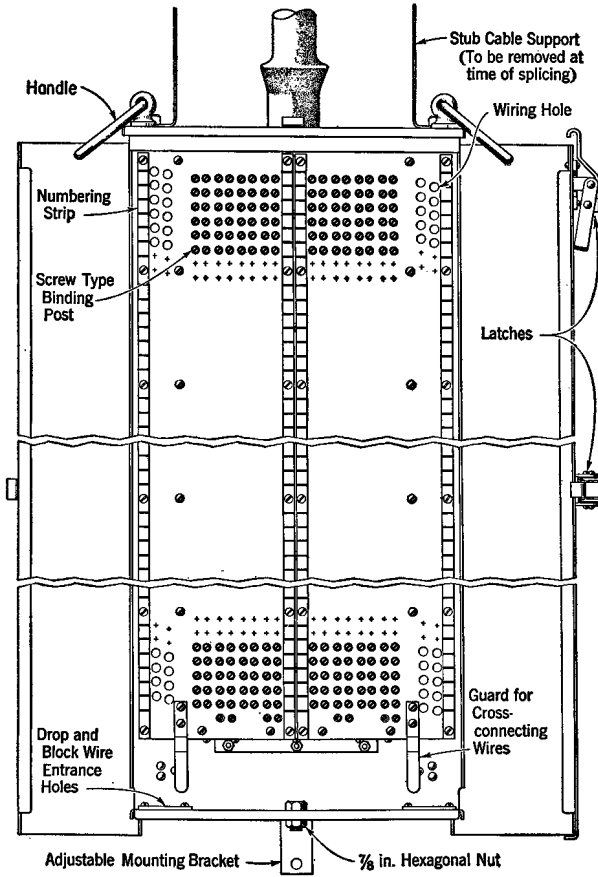 Stub Cable Support
(To be removed at
time of splicing)
Handle
Wiring Hole
Numbering
Strip
Screw Type
Binding
Post
Latches
Drop and
Block Wire
Entrance
Holes
Guard for
Cross-
connecting
Wires
Adjustable Mounting Bracket
⅞ in. Hexagonal Nut